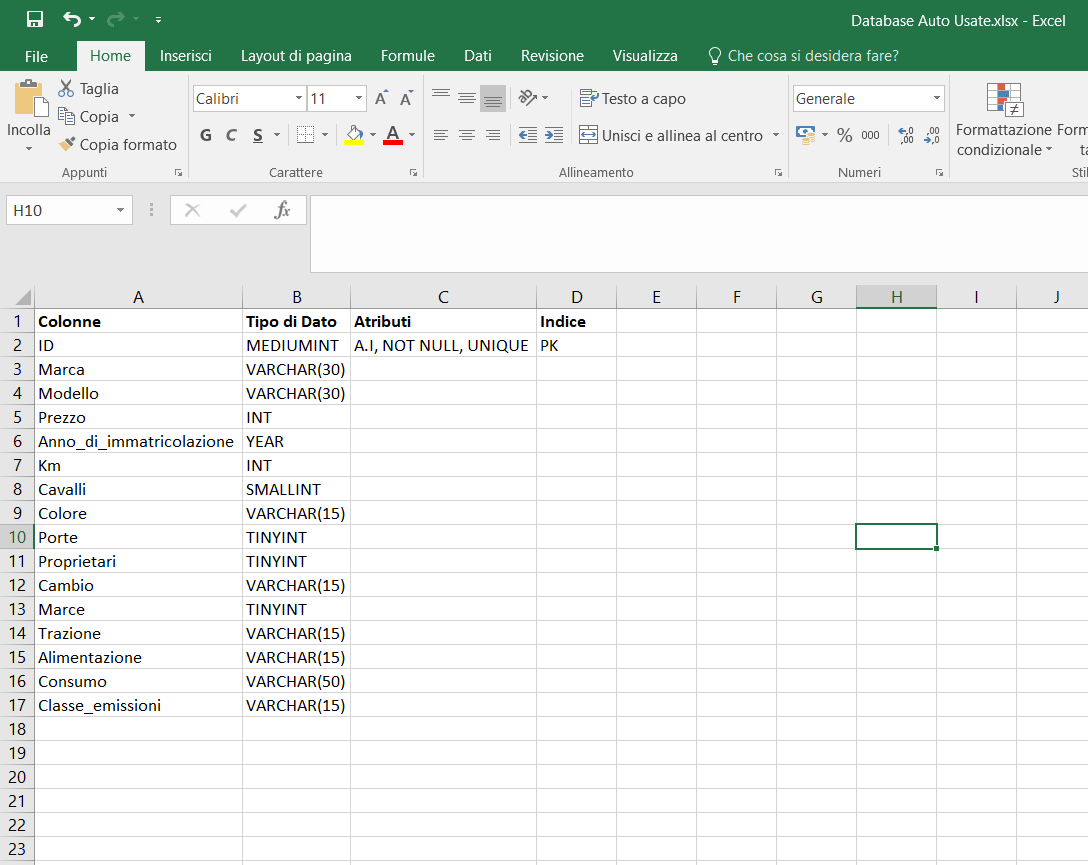 Database Auto Usate.xlsx - Excel
File Home Inserisci Layout di pagina Formule Dati Revisione Visualizza Che cosa si desidera fare?
Incolla
Taglia
Copia
Copia formato
Appunti
Calibri 11 A A
G C S A
Carattere
Testo a capo
Unisci e allinea al centro
Allineamento
Generale
% 000 ,00 ,00
Numeri
Formattazione
condizionale
H10 fx
A B C D E F G H I J
1 Colonne Tipo di Dato Atributi Indice
2 ID MEDIUMINT A.I, NOT NULL, UNIQUE PK
3 Marca VARCHAR(30)
4 Modello VARCHAR(30)
5 Prezzo INT
6 Anno_di_immatricolazione YEAR
7 Km INT
8 Cavalli SMALLINT
9 Colore VARCHAR(15)
10 Porte TINYINT
11 Proprietari TINYINT
12 Cambio VARCHAR(15)
13 Marce TINYINT
14 Trazione VARCHAR(15)
15 Alimentazione VARCHAR(15)
16 Consumo VARCHAR(50)
17 Classe_emissioni VARCHAR(15)
18
19
20
21
22
23